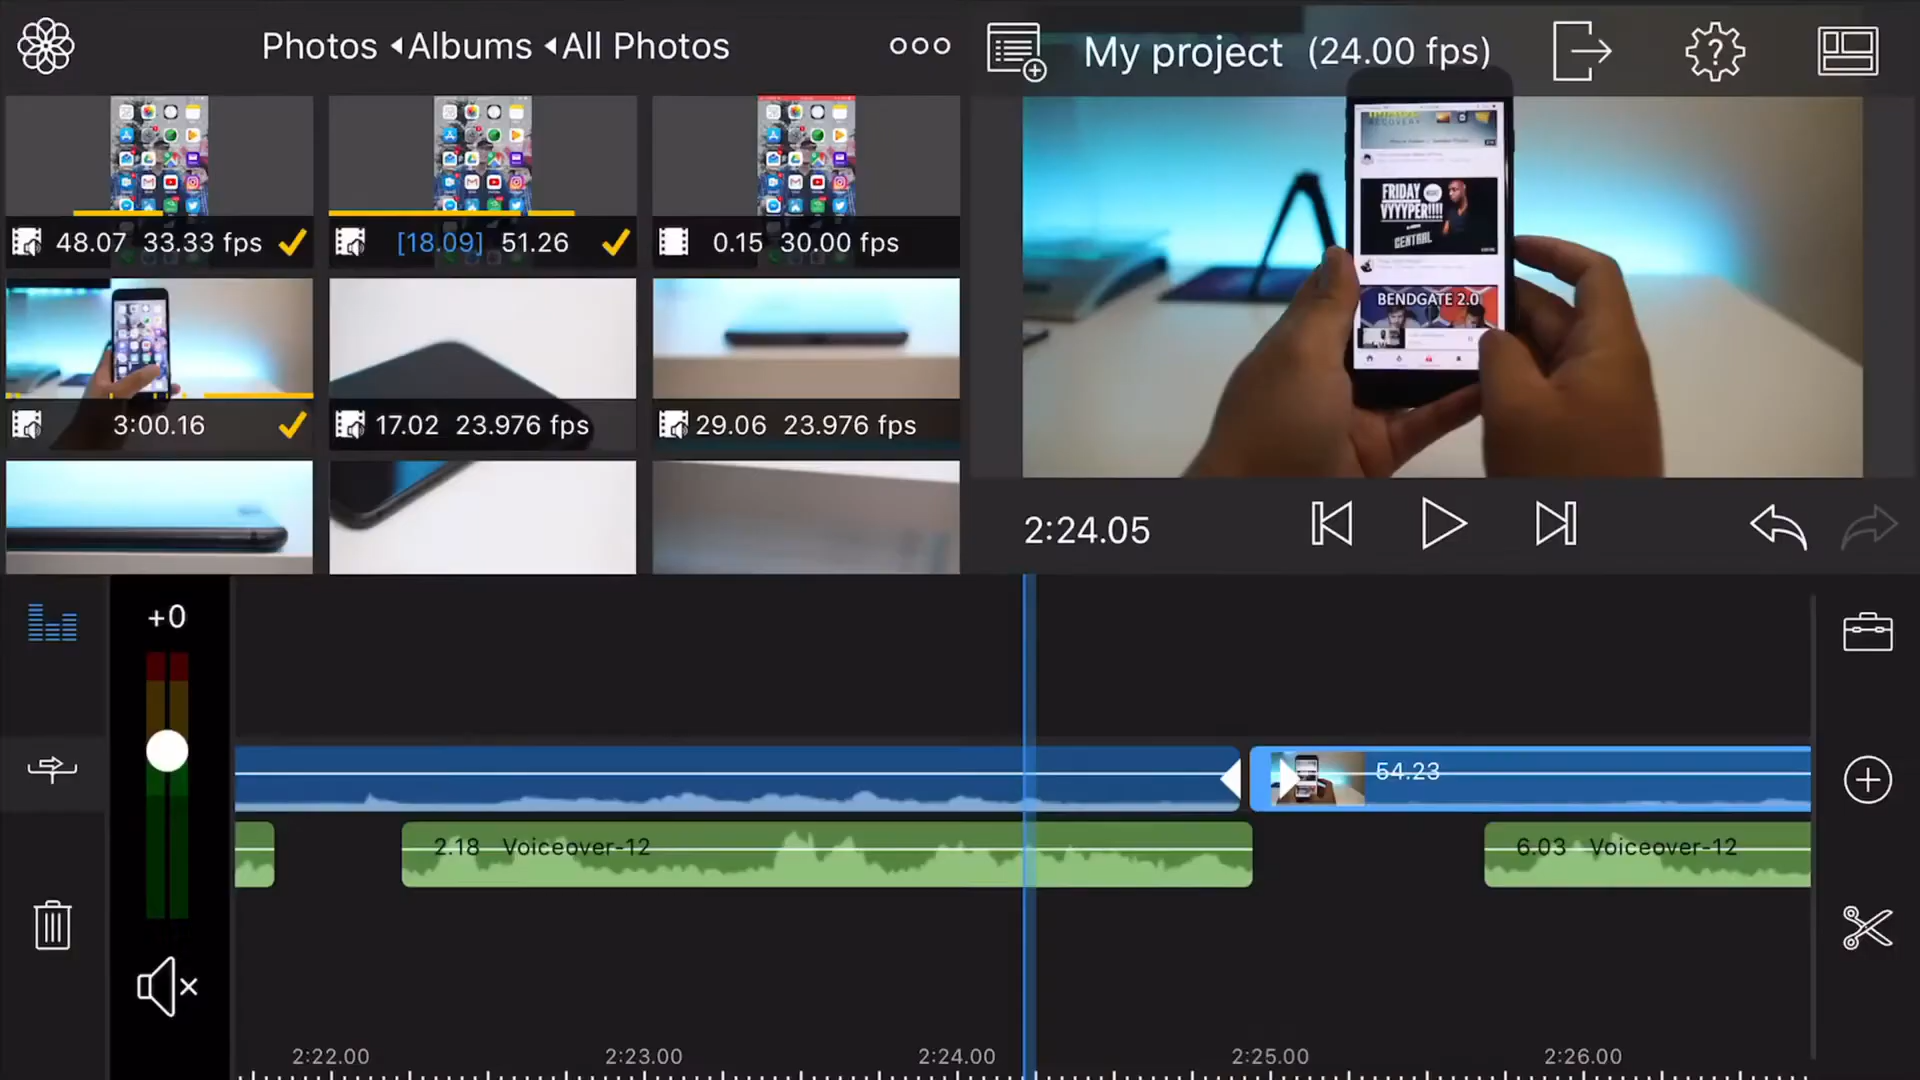 Photos ◂Albums ◂All Photos
My project (24.00 fps)
48.07 33.33 fps
[18.09] 51.26
0.15 30.00 fps
3:00.16
17.02 23.976 fps
29.06 23.976 fps
RECOVERY
FRIDAY
VYYYPER!!!!
CENTRAL
BENDGATE 2.0
2:24.05
+0
54.23
2.18 Voiceover-12
6.03 Voiceover-12
2:22.00
2:23.00
2:24.00
2:25.00
2:26.00